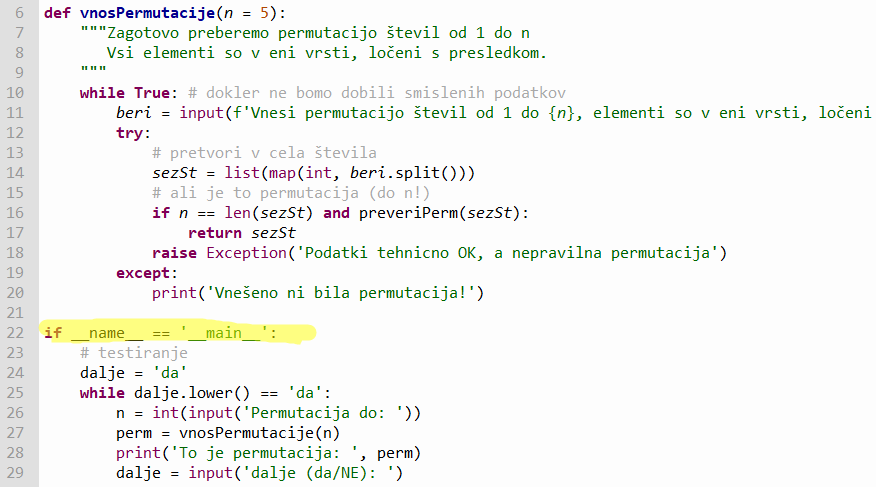 6 def vnosPermutacije(n = 5):
7     """Zagotovo preberemo permutacijo števil od 1 do n
8        Vsi elementi so v eni vrsti, ločeni s presledkom.
9     """
10     while True: # dokler ne bomo dobili smislenih podatkov
11         beri = input(f'Vnesi permutacijo števil od 1 do {n}, elementi so v eni vrsti, ločeni
12         try:
13             # pretvori v cela števila
14             sezSt = list(map(int, beri.split()))
15             # ali je to permutacija (do n!)
16             if n == len(sezSt) and preveriPerm(sezSt):
17                 return sezSt
18             raise Exception('Podatki tehnicno OK, a nepravilna permutacija')
19         except:
20             print('Vnešeno ni bila permutacija!')
21
22 if __name__ == '__main__':
23     # testiranje
24     dalje = 'da'
25     while dalje.lower() == 'da':
26         n = int(input('Permutacija do: '))
27         perm = vnosPermutacije(n)
28         print('To je permutacija: ', perm)
29         dalje = input('dalje (da/NE): ')